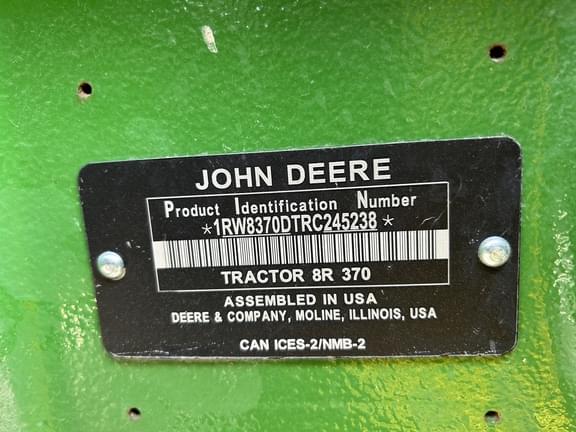 JOHN DEERE
Product Identification Number
*1RW8370DTRC245238*
TRACTOR 8R 370
ASSEMBLED IN USA
DEERE & COMPANY, MOLINE, ILLINOIS, USA
CAN ICES-2/NMB-2